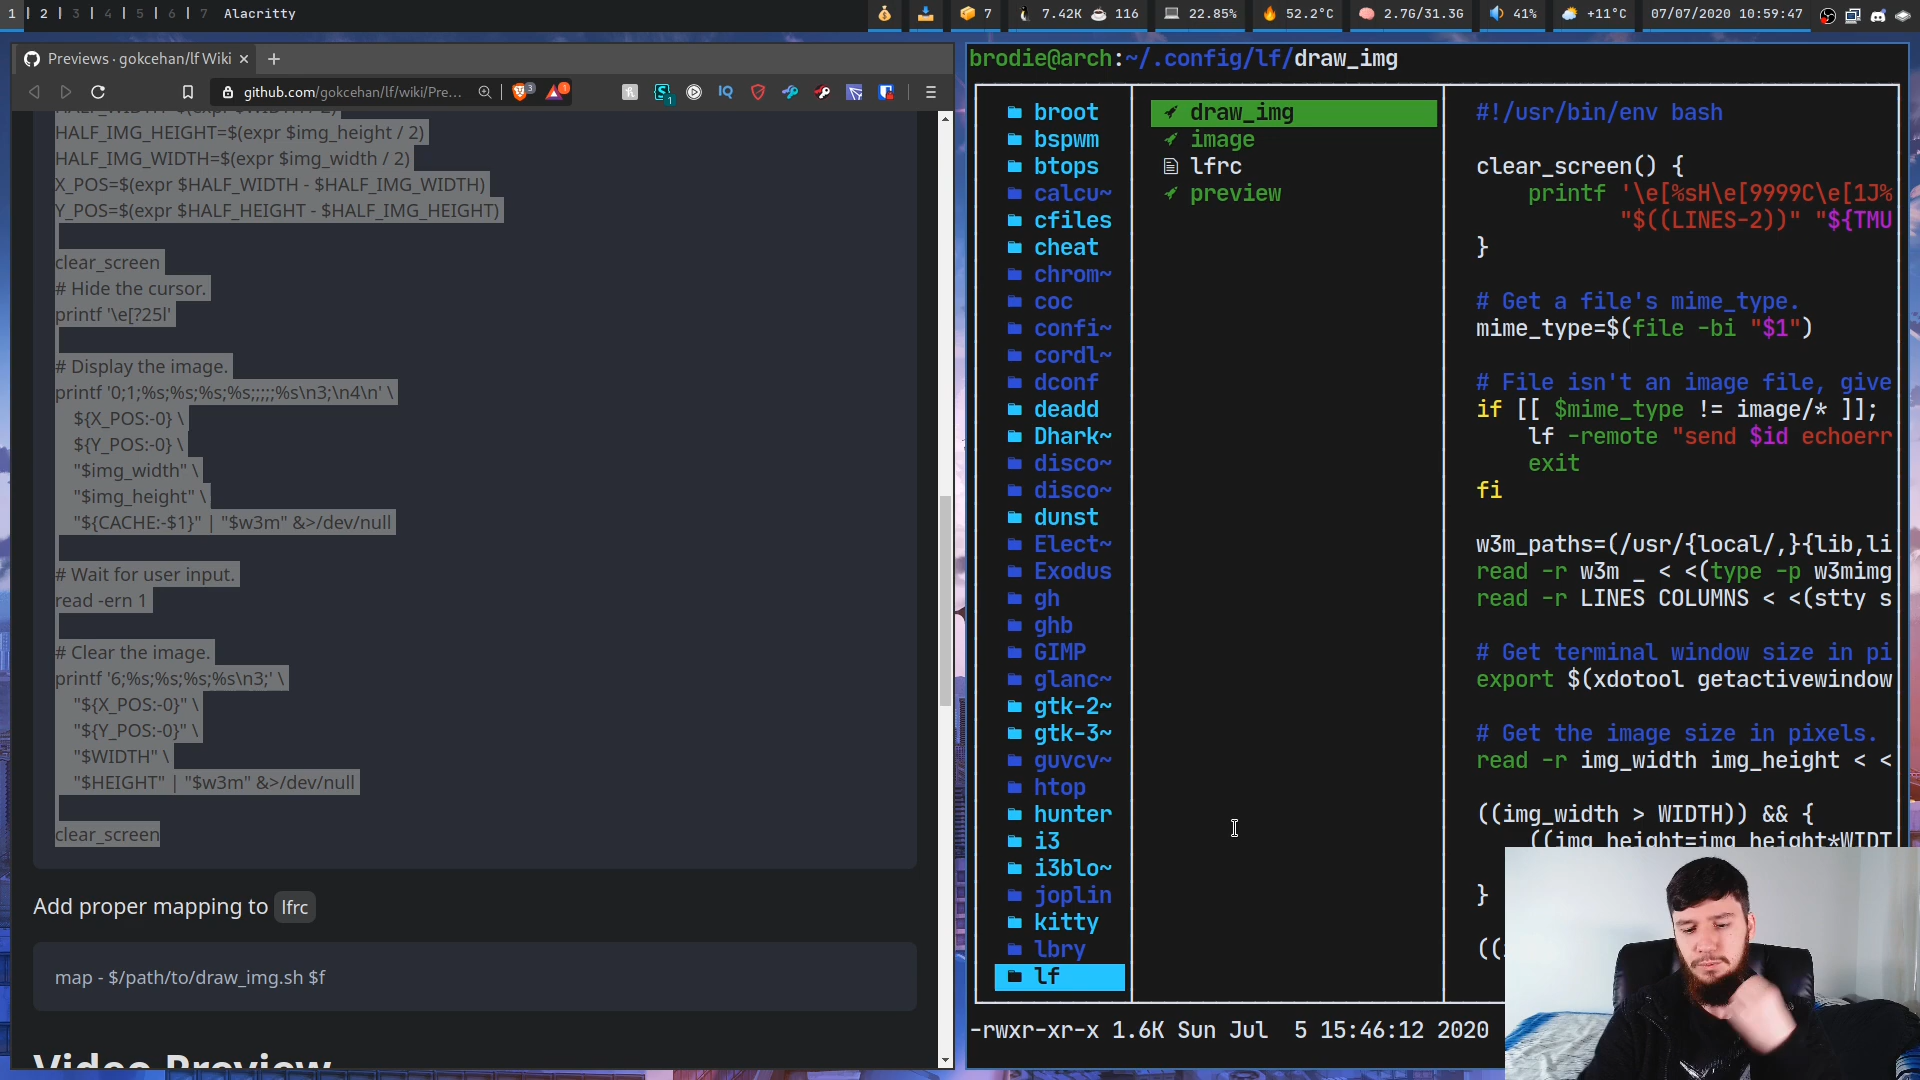 1 | 2 | 3 | 4 | 5 | 6 | 7 Alacritty
7
7.42K 116
22.85%
52.2°C
2.7G/31.3G
41%
+11°C
07/07/2020 10:59:47
Previews · gokcehan/lf Wiki
github.com/gokcehan/lf/wiki/Pre...
HALF_IMG_HEIGHT=$(expr $img_height / 2)
HALF_IMG_WIDTH=$(expr $img_width / 2)
X_POS=$(expr $HALF_WIDTH - $HALF_IMG_WIDTH)
Y_POS=$(expr $HALF_HEIGHT - $HALF_IMG_HEIGHT)
clear_screen
# Hide the cursor.
printf '\e[?25l'
# Display the image.
printf '0;1;%s;%s;%s;%s;;;;;%s\n3;\n4\n' \
${X_POS:-0} \
${Y_POS:-0} \
"$img_width" \
"$img_height" \
"${CACHE:-$1}" | "$w3m" &>/dev/null
# Wait for user input.
read -ern 1
# Clear the image.
printf '6;%s;%s;%s;%s\n3;' \
"${X_POS:-0}" \
"${Y_POS:-0}" \
"$WIDTH" \
"$HEIGHT" | "$w3m" &>/dev/null
clear_screen
Add proper mapping to lfrc
map - $/path/to/draw_img.sh $f
Video Preview
brodie@arch:~/.config/lf/draw_img
broot
bspwm
btops
calcu~
cfiles
cheat
chrom~
coc
confi~
cordl~
dconf
deadd
Dhark~
disco~
disco~
dunst
Elect~
Exodus
gh
ghb
GIMP
glanc~
gtk-2~
gtk-3~
guvcv~
htop
hunter
i3
i3blo~
joplin
kitty
lbry
lf
draw_img
image
lfrc
preview
#!/usr/bin/env bash
clear_screen() {
printf '\e[%sH\e[9999C\e[1J%
"$((LINES-2))" "${TMU
}
# Get a file's mime_type.
mime_type=$(file -bi "$1")
# File isn't an image file, give
if [[ $mime_type != image/* ]];
lf -remote "send $id echoerr
exit
fi
w3m_paths=(/usr/{local/,}{lib,li
read -r w3m _ < <(type -p w3mimg
read -r LINES COLUMNS < <(stty s
# Get terminal window size in pi
export $(xdotool getactivewindow
# Get the image size in pixels.
read -r img_width img_height < <
((img_width > WIDTH)) && {
((img_height=img_height*WIDT
}
((
-rwxr-xr-x 1.6K Sun Jul  5 15:46:12 2020